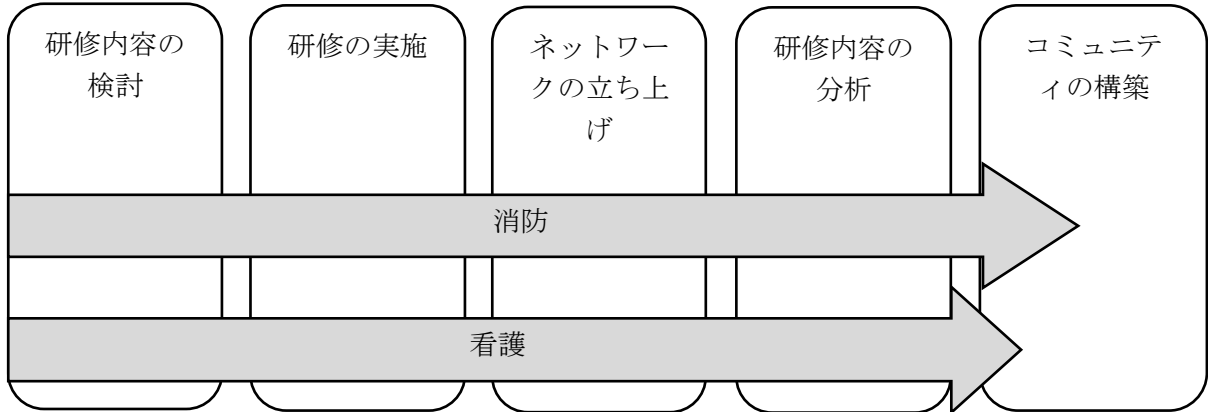 研修内容の
検討
研修の実施
ネットワー
クの立ち上
げ
研修内容の
分析
コミュニテ
ィの構築
消防
看護